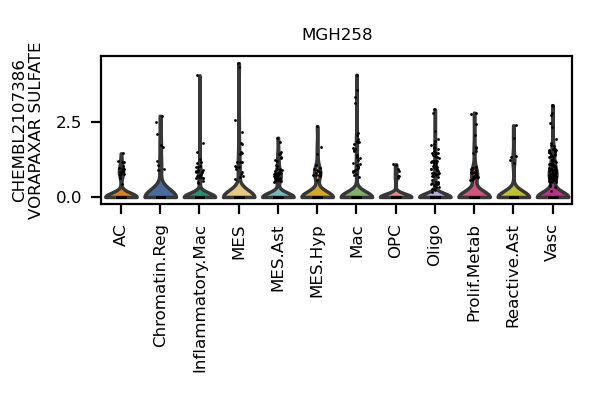 MGH258
CHEMBL2107386
VORAPAXAR SULFATE
2.5
0.0
AC
Chromatin.Reg
Inflammatory.Mac
MES
MES.Ast
MES.Hyp
Mac
OPC
Oligo
Prolif.Metab
Reactive.Ast
Vasc